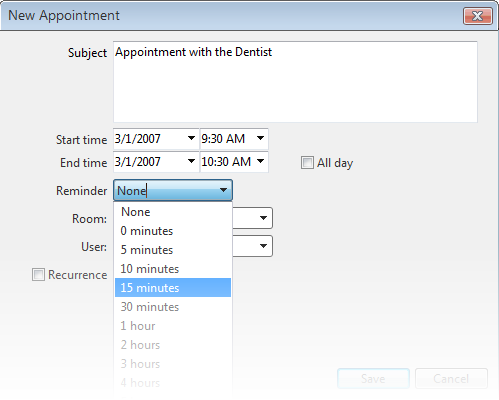 New Appointment
Subject
Appointment with the Dentist
Start time 3/1/2007 9:30 AM
End time 3/1/2007 10:30 AM All day
Reminder None
None
Room:
0 minutes
User:
5 minutes
10 minutes
Recurrence
15 minutes
30 minutes
1 hour
2 hours
3 hours
4 hours
Save Cancel